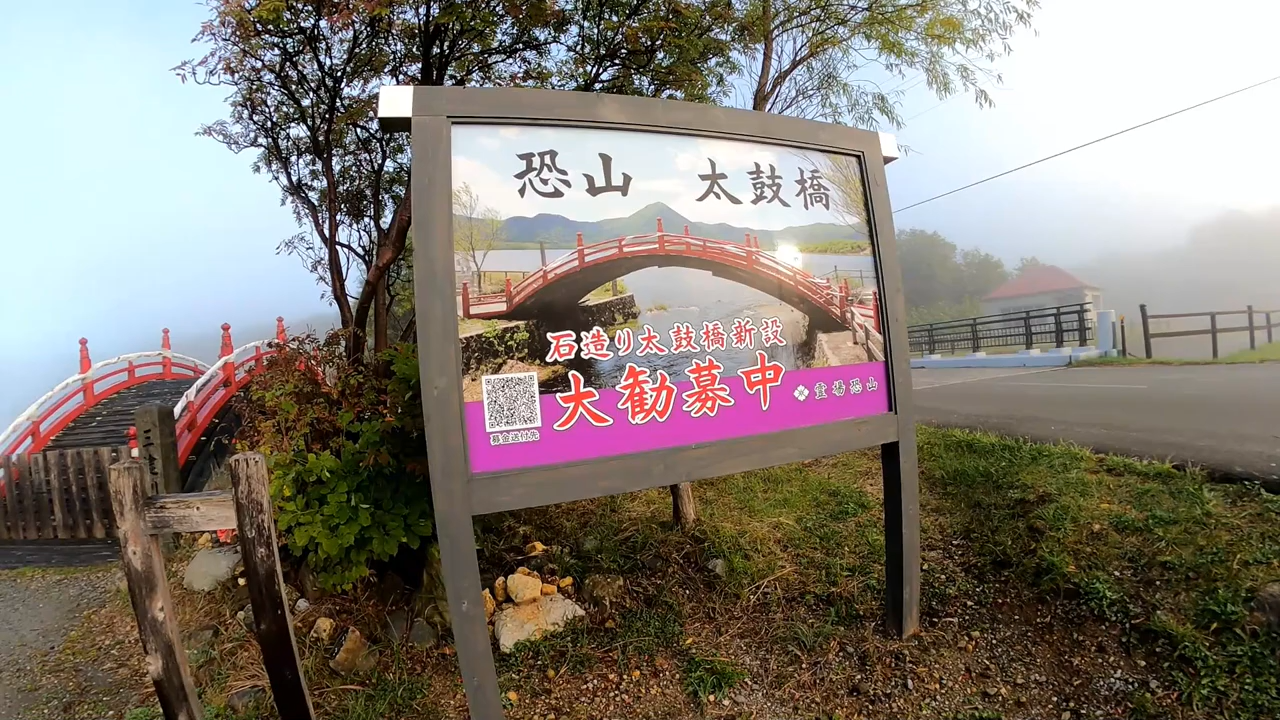 恐山 太鼓橋
石造り太鼓橋新設
大勧募中
募金送付先
霊場恐山